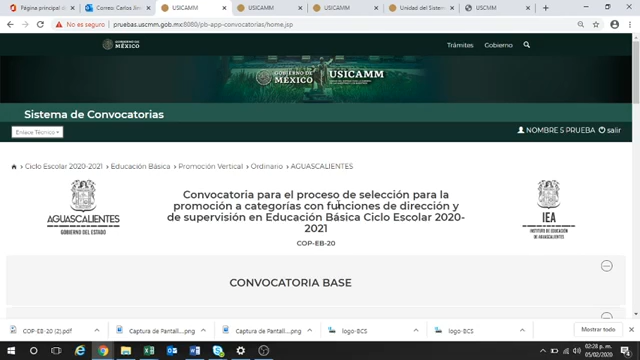 Página principal d
Correo: Carlos Jim
USICAMM
USICAMM
USICAMM
Unidad del Sistem
USCMM
No es seguro | pruebas.uscmm.gob.mx:8080/pb-app-convocatorias/home.jsp
GOBIERNO DE MÉXICO
Trámites Gobierno
GOBIERNO DE MÉXICO USICAMM
Sistema de Convocatorias
Enlace Técnico
NOMBRE 5 PRUEBA salir
Ciclo Escolar 2020-2021 › Educación Básica › Promoción Vertical › Ordinario › AGUASCALIENTES
Convocatoria para el proceso de selección para la
promoción a categorías con funciones de dirección y
de supervisión en Educación Básica Ciclo Escolar 2020-
2021
COP-EB-20
AGUASCALIENTES
GOBIERNO DEL ESTADO
IEA
INSTITUTO DE EDUCACIÓN
DE AGUASCALIENTES
CONVOCATORIA BASE
COP-EB-20 (2).pdf
Captura de Pantall....png
Captura de Pantall....png
logo-BCS
logo-BCS
Mostrar todo
02:28 p. m.
05/02/2020